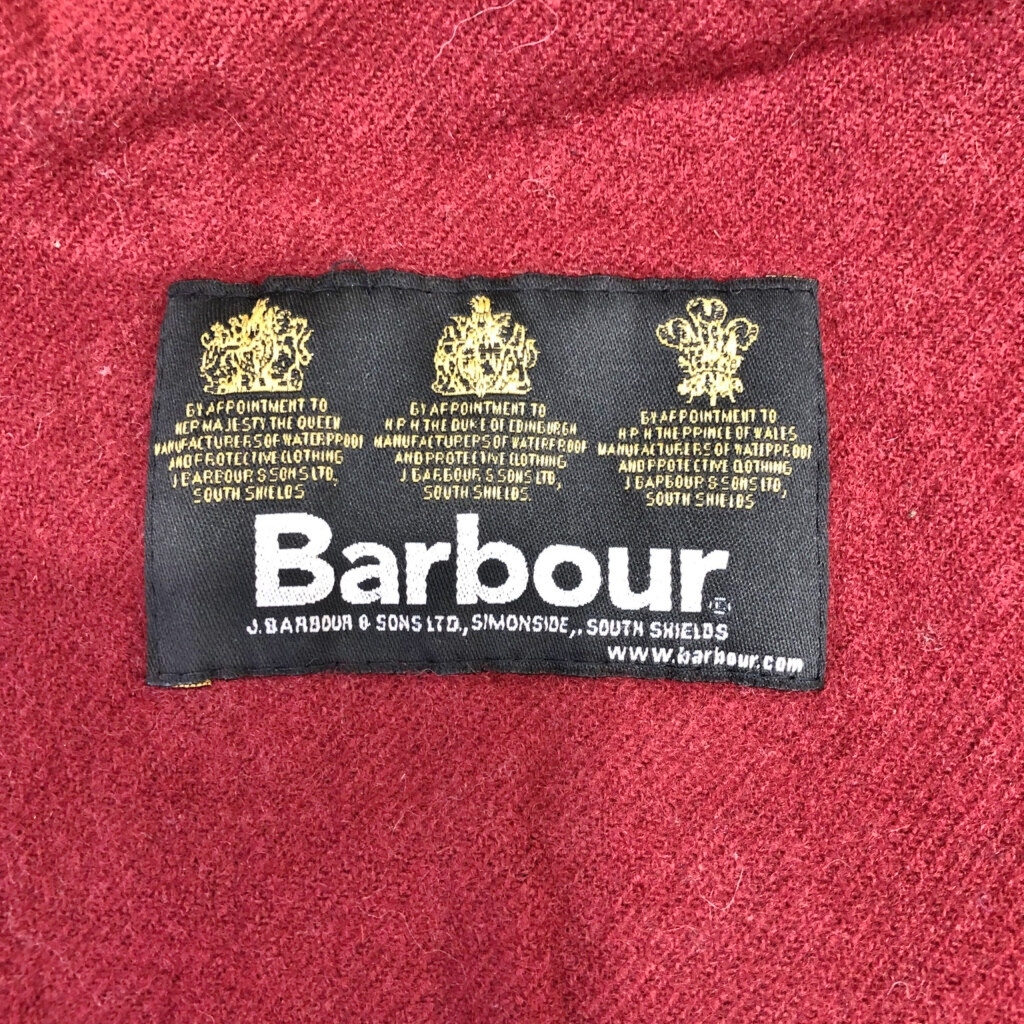 BY APPOINTMENT TO
HER MAJESTY THE QUEEN
MANUFACTURERS OF WATERPROOF
AND PROTECTIVE CLOTHING
J BARBOUR & SONS LTD,
SOUTH SHIELDS
BY APPOINTMENT TO
H R H THE DUKE OF EDINBURGH
MANUFACTURERS OF WATERPROOF
AND PROTECTIVE CLOTHING
J BARBOUR & SONS LTD,
SOUTH SHIELDS.
BY APPOINTMENT TO
H R H THE PRINCE OF WALES
MANUFACTURERS OF WATERPROOF
AND PROTECTIVE CLOTHING
J BARBOUR & SONS LTD,
SOUTH SHIELDS
Barbour
J. BARBOUR & SONS LTD., SIMONSIDE,. SOUTH SHIELDS
www.barbour.com